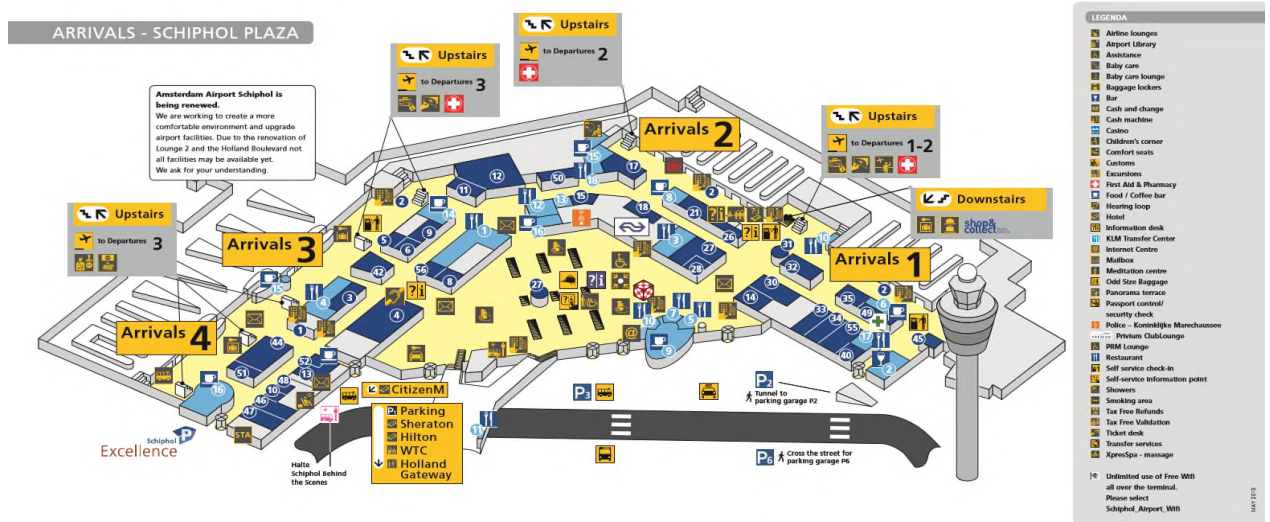 ARRIVALS - SCHIPHOL PLAZA
Amsterdam Airport Schiphol is
being renewed.
We are working to create a more
comfortable environment and upgrade
airport facilities. Due to the renovation of
Lounge 2 and the Holland Boulevard not
all facilities may be available yet.
We ask for your understanding.
Upstairs
to Departures 3
Upstairs
to Departures 2
Upstairs
to Departures 1-2
Downstairs
shop&
collect
Upstairs
to Departures 3
Arrivals 2
Arrivals 3
Arrivals 1
Arrivals 4
CitizenM
P Parking
Sheraton
Hilton
WTC
Holland
Gateway
Schiphol P
Excellence
STA
Halte
Schiphol Behind
the Scenes
P3
P2
Tunnel to
parking garage P2
P6
Cross the street for
parking garage P6
LEGENDA
Airline lounges
Airport Library
Assistance
Baby care
Baby care lounge
Baggage lockers
Bar
Cash and change
Cash machine
Casino
Children's corner
Comfort seats
Customs
Excursions
First Aid & Pharmacy
Food / Coffee bar
Hearing loop
Hotel
Information desk
KLM Transfer Center
Internet Centre
Mailbox
Meditation centre
Odd Size Baggage
Panorama terrace
Passport control/
security check
Police – Koninklijke Marechaussee
Privium ClubLounge
PRM Lounge
Restaurant
Self service check-in
Self-service information point
Showers
Smoking area
Tax Free Refunds
Tax Free Validation
Ticket desk
Transfer services
XpresSpa - massage
Unlimited use of Free Wifi
all over the terminal.
Please select
Schiphol_Airport_Wifi
MAY 2015